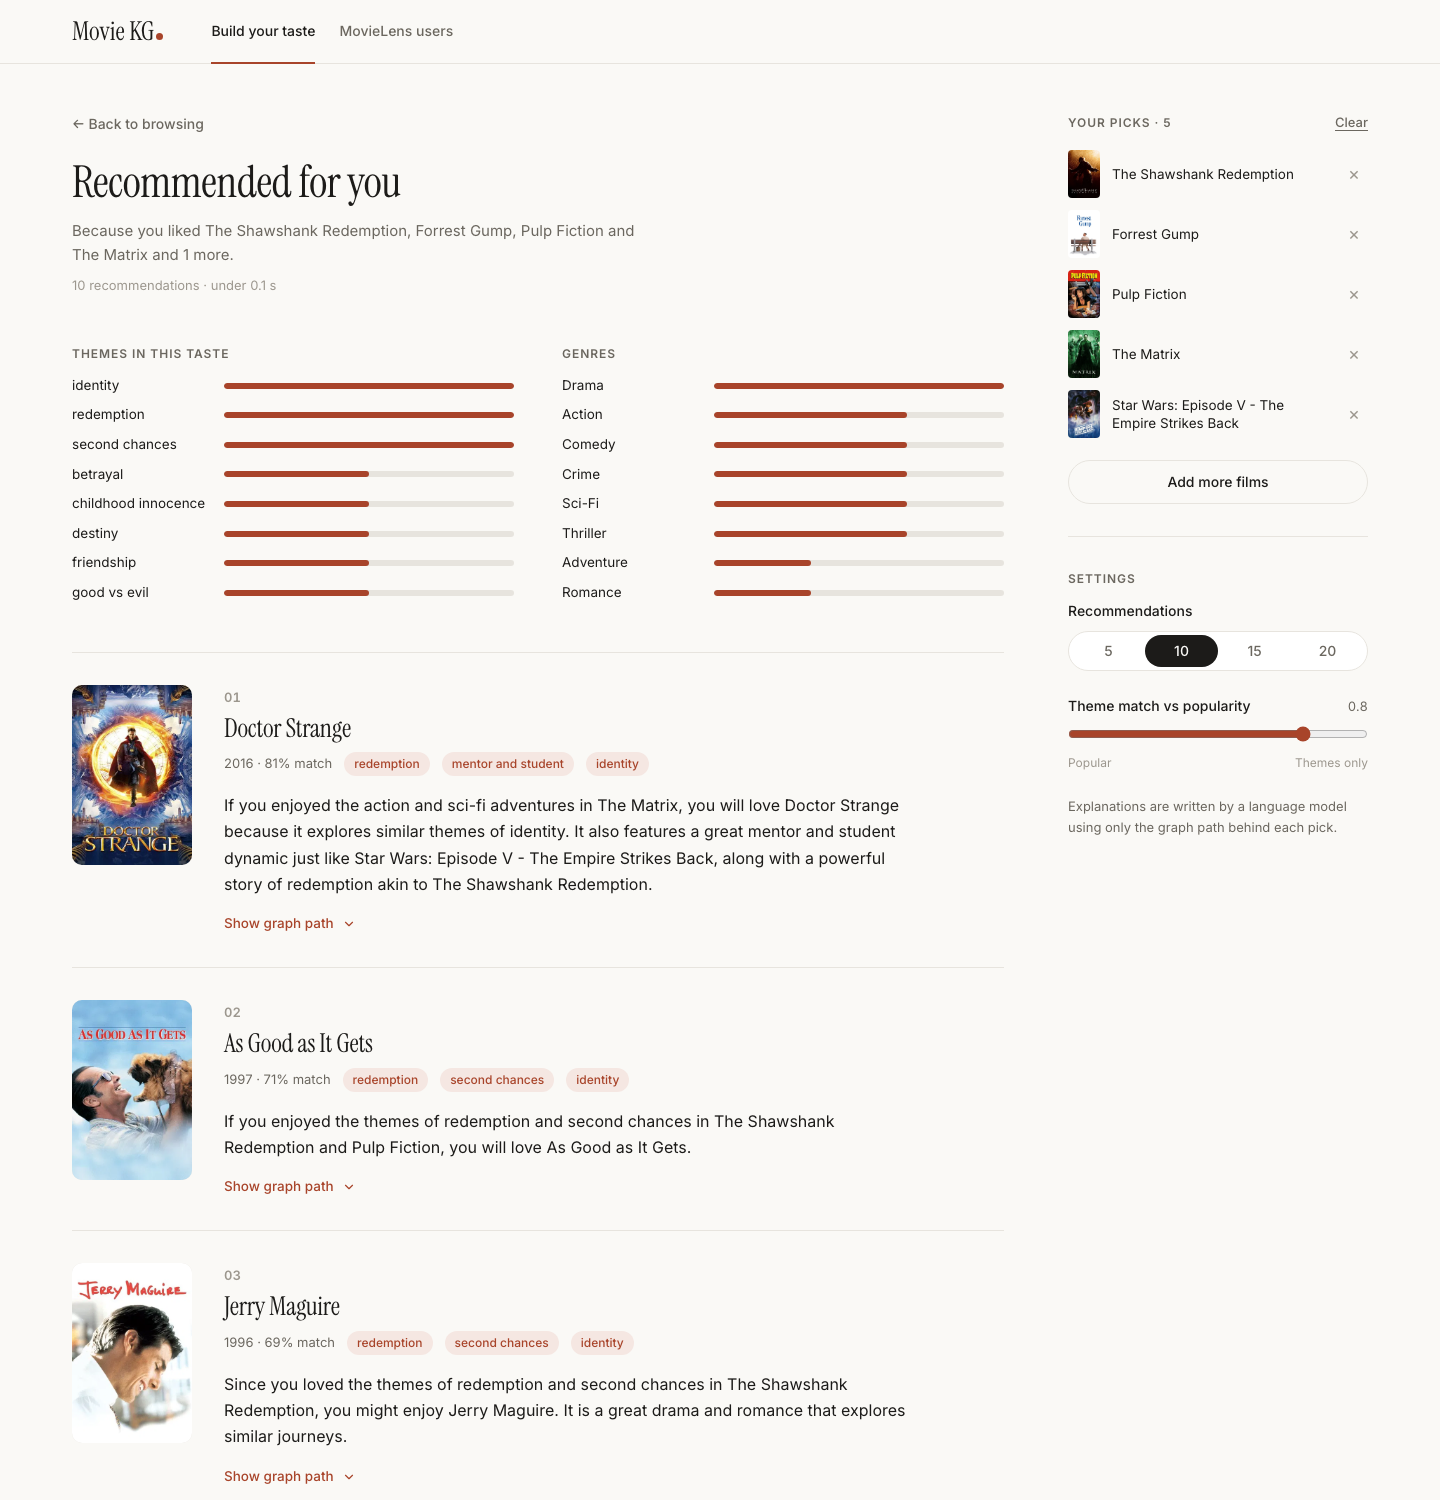 Movie KG
Build your taste
MovieLens users
← Back to browsing
Recommended for you
Because you liked The Shawshank Redemption, Forrest Gump, Pulp Fiction and
The Matrix and 1 more.
10 recommendations · under 0.1 s
THEMES IN THIS TASTE
identity
redemption
second chances
betrayal
childhood innocence
destiny
friendship
good vs evil
GENRES
Drama
Action
Comedy
Crime
Sci-Fi
Thriller
Adventure
Romance
DOCTOR
STRANGE
01
Doctor Strange
2016 · 81% match redemption mentor and student identity
If you enjoyed the action and sci-fi adventures in The Matrix, you will love Doctor Strange
because it explores similar themes of identity. It also features a great mentor and student
dynamic just like Star Wars: Episode V - The Empire Strikes Back, along with a powerful
story of redemption akin to The Shawshank Redemption.
Show graph path
AS GOOD AS IT GETS
02
As Good as It Gets
1997 · 71% match redemption second chances identity
If you enjoyed the themes of redemption and second chances in The Shawshank
Redemption and Pulp Fiction, you will love As Good as It Gets.
Show graph path
Jerry Maguire
03
Jerry Maguire
1996 · 69% match redemption second chances identity
Since you loved the themes of redemption and second chances in The Shawshank
Redemption, you might enjoy Jerry Maguire. It is a great drama and romance that explores
similar journeys.
Show graph path
YOUR PICKS · 5
Clear
The Shawshank Redemption
Forrest
Gump
Forrest Gump
PULP FICTION
Pulp Fiction
MATRIX
The Matrix
Star Wars: Episode V - The
Empire Strikes Back
Add more films
SETTINGS
Recommendations
5 10 15 20
Theme match vs popularity 0.8
Popular Themes only
Explanations are written by a language model
using only the graph path behind each pick.